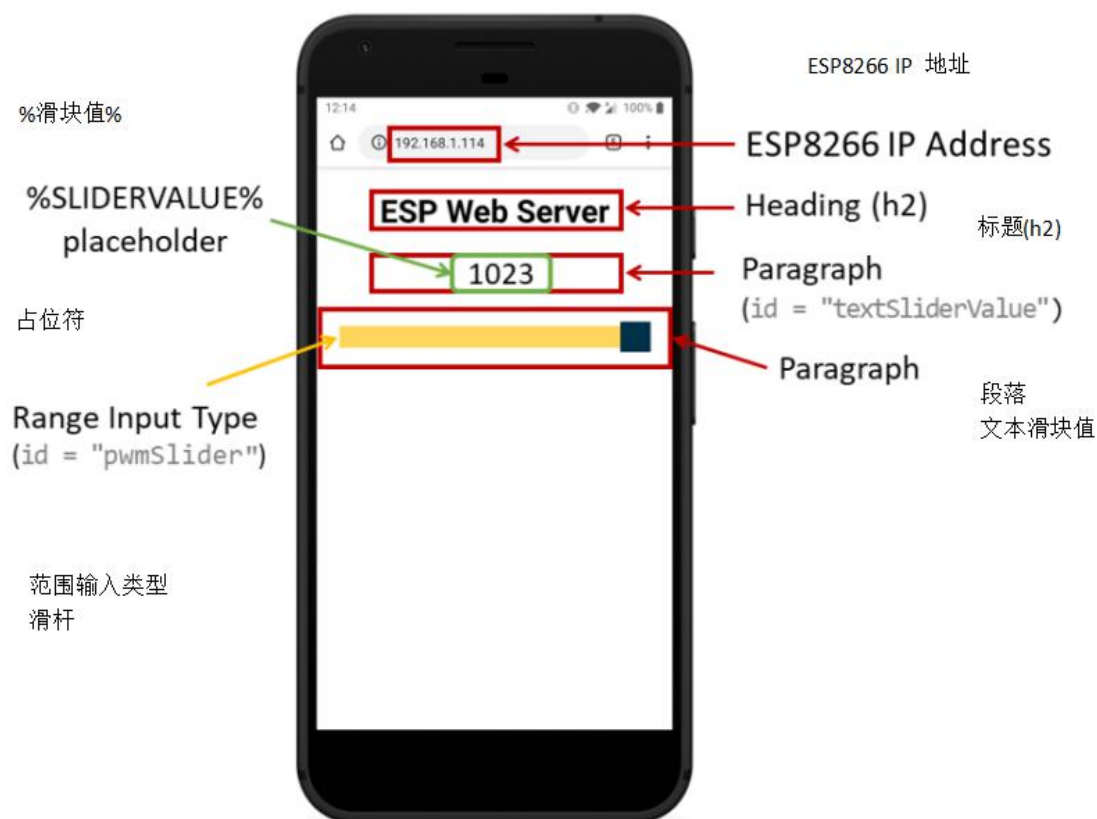 ESP8266 IP 地址
12:14
100%
%滑块值%
192.168.1.114
ESP8266 IP Address
%SLIDERVALUE%
placeholder
ESP Web Server
Heading (h2)
标题(h2)
1023
Paragraph
(id = "textSliderValue")
占位符
Paragraph
段落
文本滑块值
Range Input Type
(id = "pwmSlider")
范围输入类型
滑杆